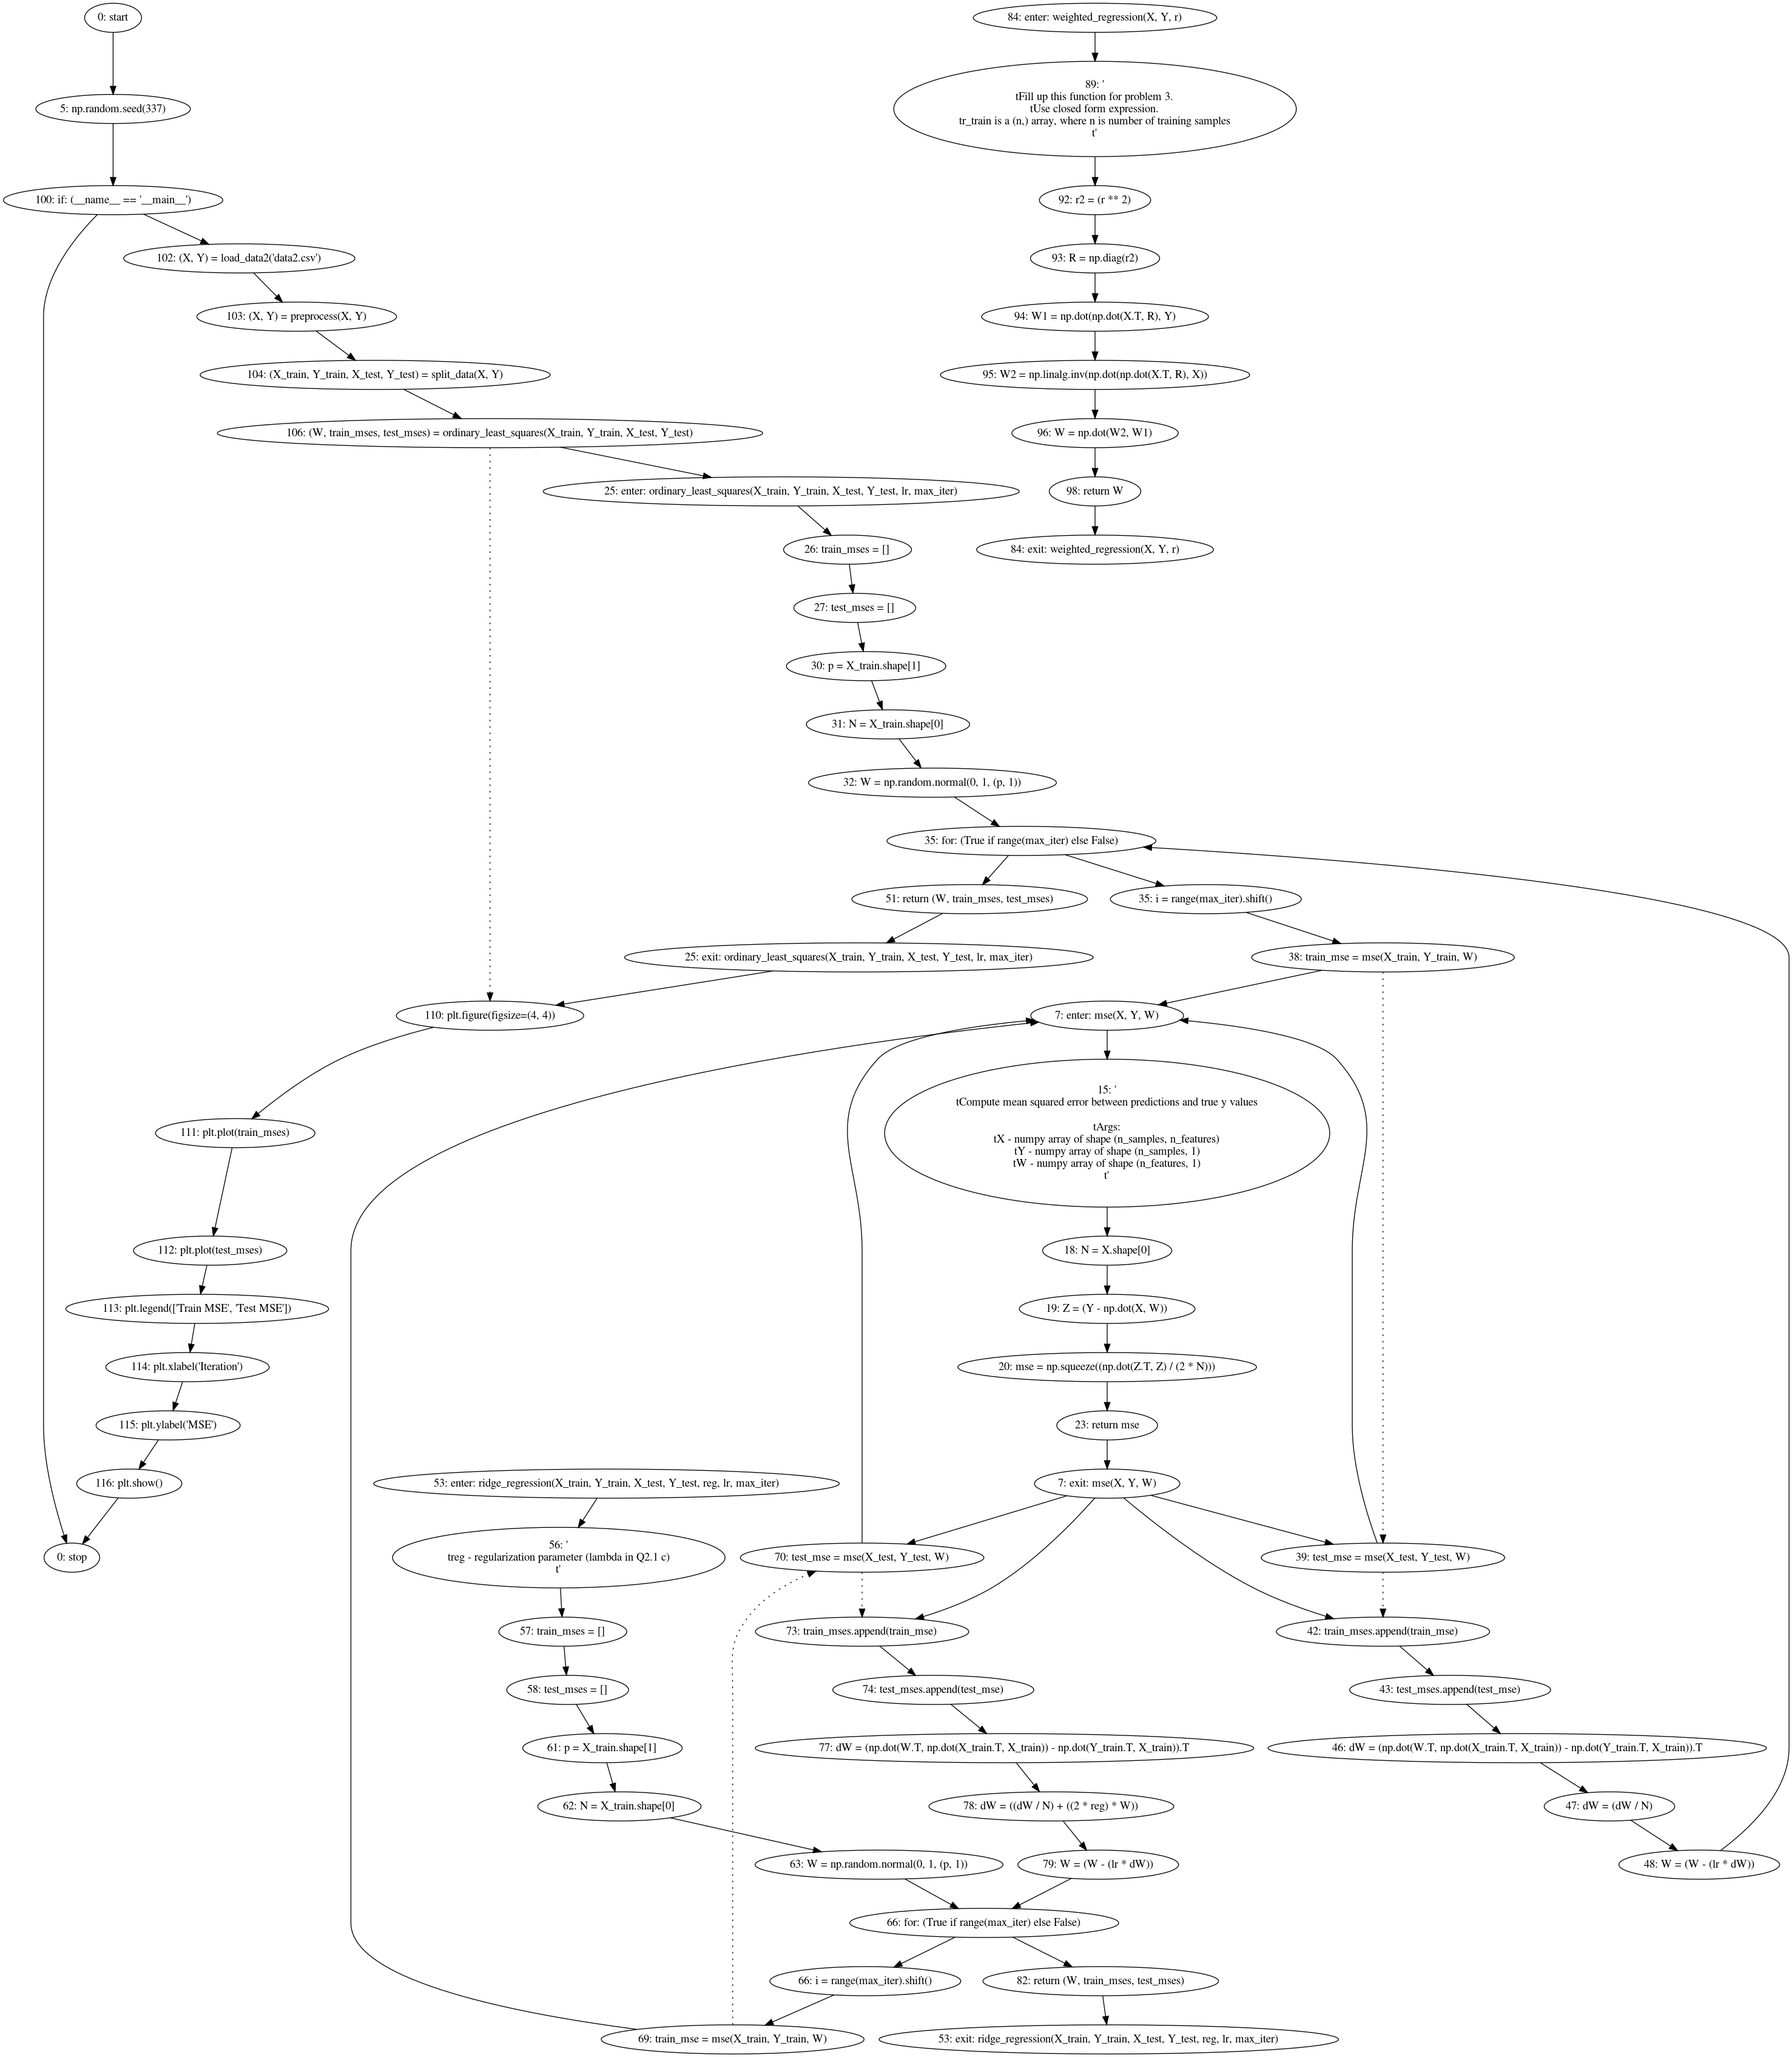 0: start
5: np.random.seed(337)
100: if: (__name__ == '__main__')
102: (X, Y) = load_data2('data2.csv')
103: (X, Y) = preprocess(X, Y)
104: (X_train, Y_train, X_test, Y_test) = split_data(X, Y)
106: (W, train_mses, test_mses) = ordinary_least_squares(X_train, Y_train, X_test, Y_test)
84: enter: weighted_regression(X, Y, r)
89: '
tFill up this function for problem 3.
tUse closed form expression.
tr_train is a (n,) array, where n is number of training samples
t'
92: r2 = (r ** 2)
93: R = np.diag(r2)
94: W1 = np.dot(np.dot(X.T, R), Y)
95: W2 = np.linalg.inv(np.dot(np.dot(X.T, R), X))
96: W = np.dot(W2, W1)
98: return W
84: exit: weighted_regression(X, Y, r)
25: enter: ordinary_least_squares(X_train, Y_train, X_test, Y_test, lr, max_iter)
26: train_mses = []
27: test_mses = []
30: p = X_train.shape[1]
31: N = X_train.shape[0]
32: W = np.random.normal(0, 1, (p, 1))
35: for: (True if range(max_iter) else False)
51: return (W, train_mses, test_mses)
35: i = range(max_iter).shift()
25: exit: ordinary_least_squares(X_train, Y_train, X_test, Y_test, lr, max_iter)
38: train_mse = mse(X_train, Y_train, W)
110: plt.figure(figsize=(4, 4))
7: enter: mse(X, Y, W)
15: '
tCompute mean squared error between predictions and true y values
tArgs:
tX - numpy array of shape (n_samples, n_features)
tY - numpy array of shape (n_samples, 1)
tW - numpy array of shape (n_features, 1)
t'
111: plt.plot(train_mses)
112: plt.plot(test_mses)
18: N = X.shape[0]
113: plt.legend(['Train MSE', 'Test MSE'])
19: Z = (Y - np.dot(X, W))
114: plt.xlabel('Iteration')
20: mse = np.squeeze((np.dot(Z.T, Z) / (2 * N)))
115: plt.ylabel('MSE')
23: return mse
116: plt.show()
53: enter: ridge_regression(X_train, Y_train, X_test, Y_test, reg, lr, max_iter)
7: exit: mse(X, Y, W)
0: stop
56: '
treg - regularization parameter (lambda in Q2.1 c)
t'
70: test_mse = mse(X_test, Y_test, W)
39: test_mse = mse(X_test, Y_test, W)
57: train_mses = []
73: train_mses.append(train_mse)
42: train_mses.append(train_mse)
58: test_mses = []
74: test_mses.append(test_mse)
43: test_mses.append(test_mse)
61: p = X_train.shape[1]
77: dW = (np.dot(W.T, np.dot(X_train.T, X_train)) - np.dot(Y_train.T, X_train)).T
46: dW = (np.dot(W.T, np.dot(X_train.T, X_train)) - np.dot(Y_train.T, X_train)).T
62: N = X_train.shape[0]
78: dW = ((dW / N) + ((2 * reg) * W))
47: dW = (dW / N)
63: W = np.random.normal(0, 1, (p, 1))
79: W = (W - (lr * dW))
48: W = (W - (lr * dW))
66: for: (True if range(max_iter) else False)
66: i = range(max_iter).shift()
82: return (W, train_mses, test_mses)
69: train_mse = mse(X_train, Y_train, W)
53: exit: ridge_regression(X_train, Y_train, X_test, Y_test, reg, lr, max_iter)